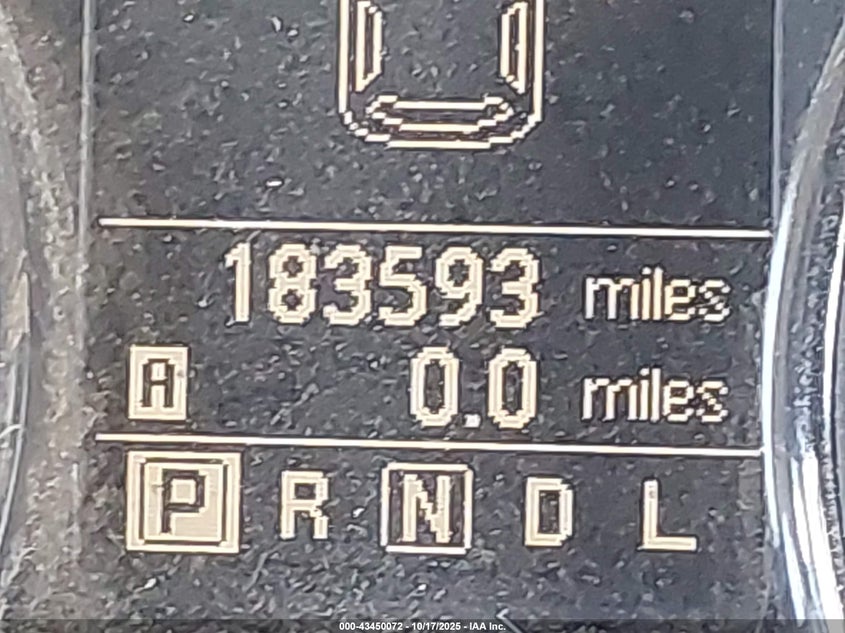 183593 miles
A 0.0 miles
P R N D L
000-43450072 - 10/17/2025 - IAA Inc.